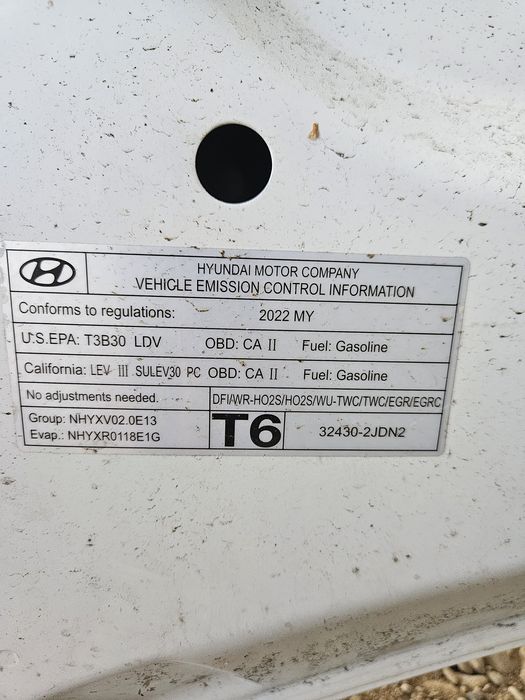 HYUNDAI MOTOR COMPANY
VEHICLE EMISSION CONTROL INFORMATION
Conforms to regulations: 2022 MY
U.S.EPA: T3B30 LDV OBD: CA II Fuel: Gasoline
California: LEV III SULEV30 PC OBD: CA II Fuel: Gasoline
No adjustments needed. DFI/WR-HO2S/HO2S/WU-TWC/TWC/EGR/EGRC
Group: NHYXV02.0E13
Evap.: NHYXR0118E1G
T6
32430-2JDN2